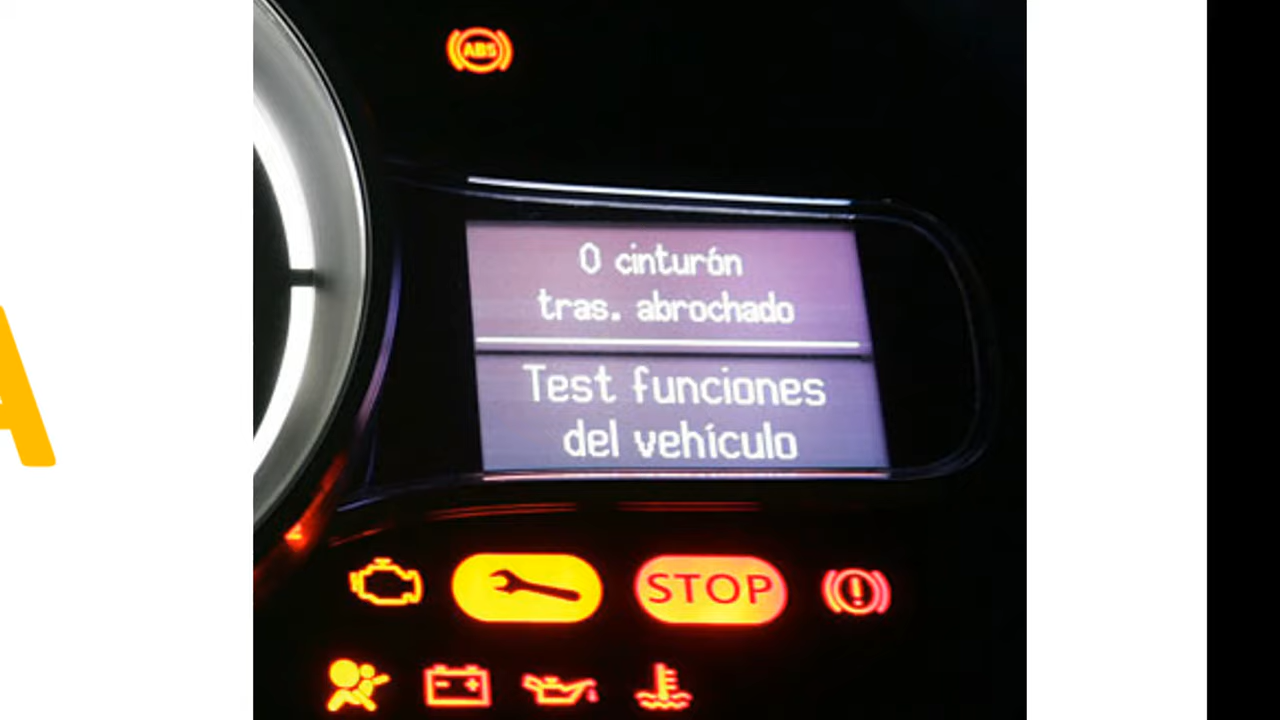 ABS
0 cinturón
tras. abrochado
Test funciones
del vehículo
STOP
A